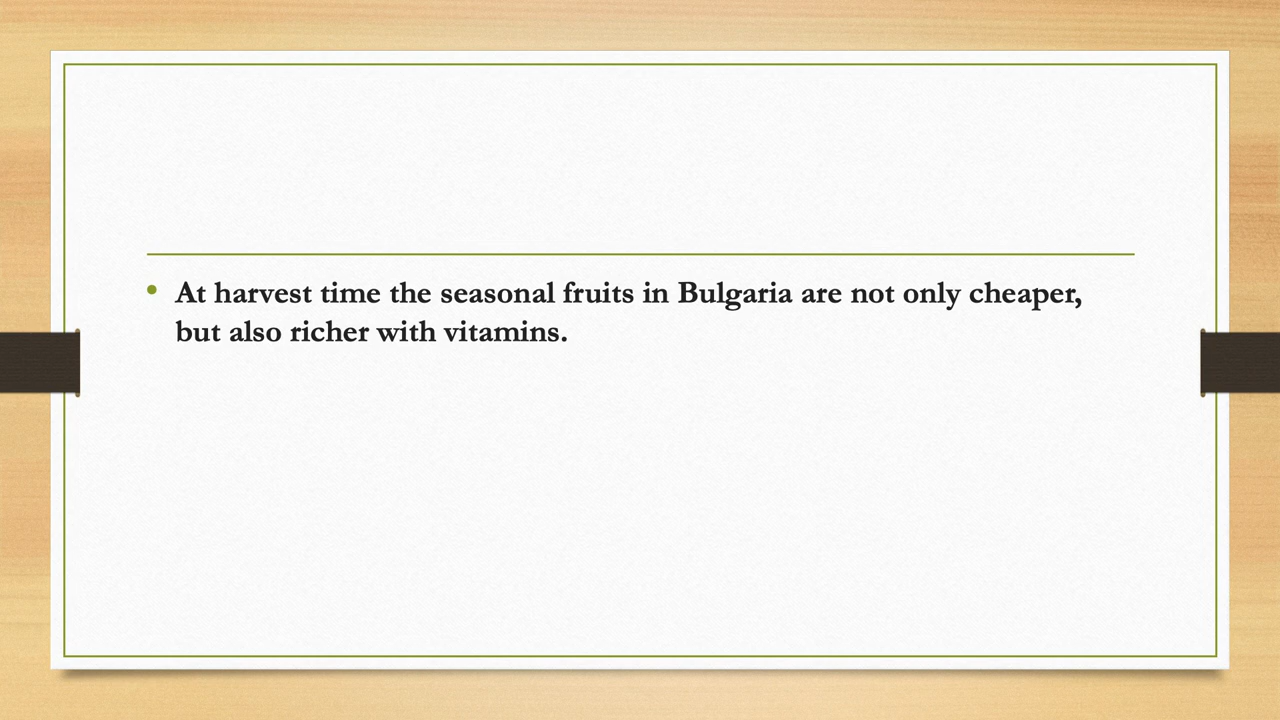 • At harvest time the seasonal fruits in Bulgaria are not only cheaper,
but also richer with vitamins.